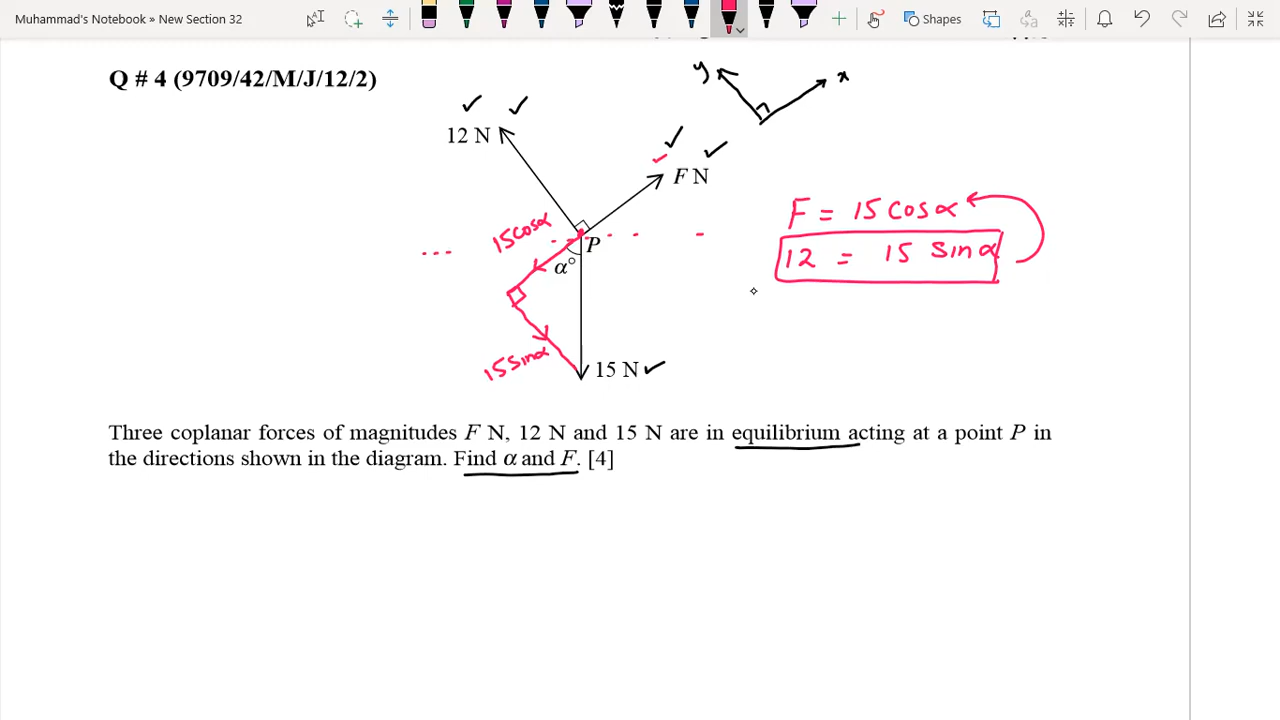 Muhammad's Notebook » New Section 32
Shapes
Q # 4 (9709/42/M/J/12/2)
y
x
12 N
F N
15cosα
P
α°
F = 15 cosα
12 = 15 sinα
15sinα
15 N
Three coplanar forces of magnitudes F N, 12 N and 15 N are in equilibrium acting at a point P in
the directions shown in the diagram. Find α and F. [4]